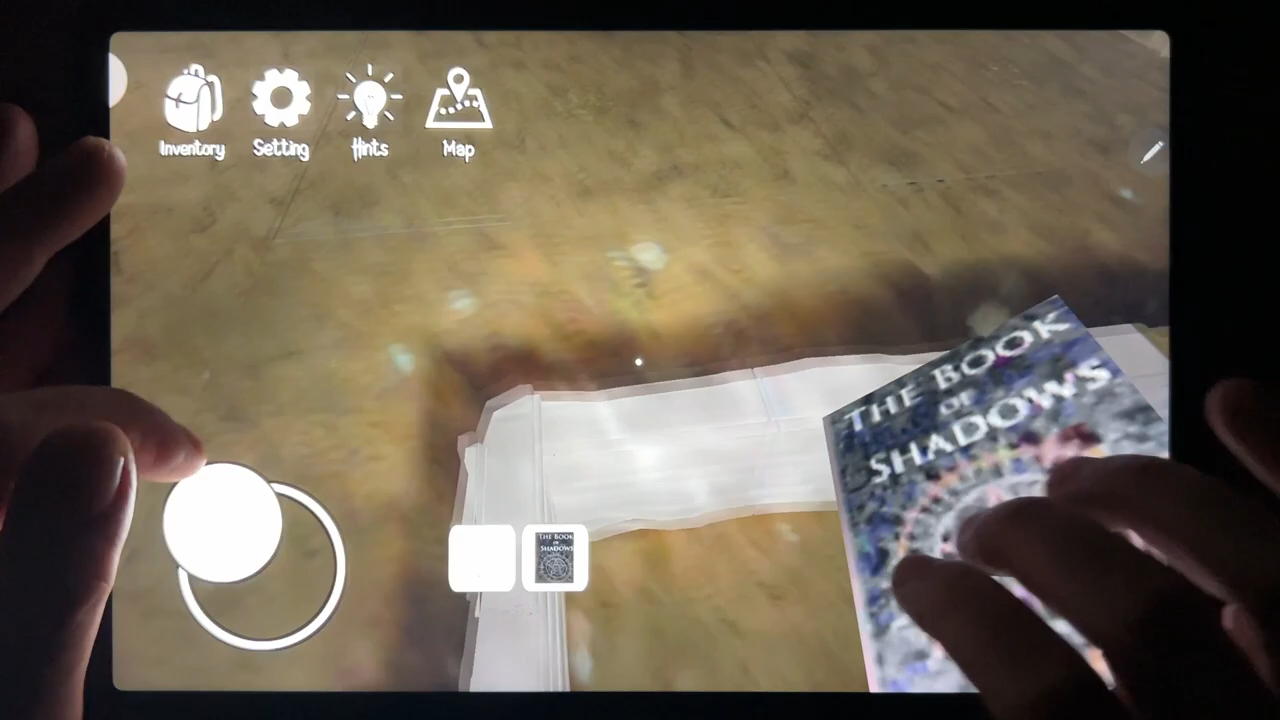 Inventory
Setting
Hints
Map
THE BOOK
OF
SHADOWS
THE BOOK
OF
SHADOWS